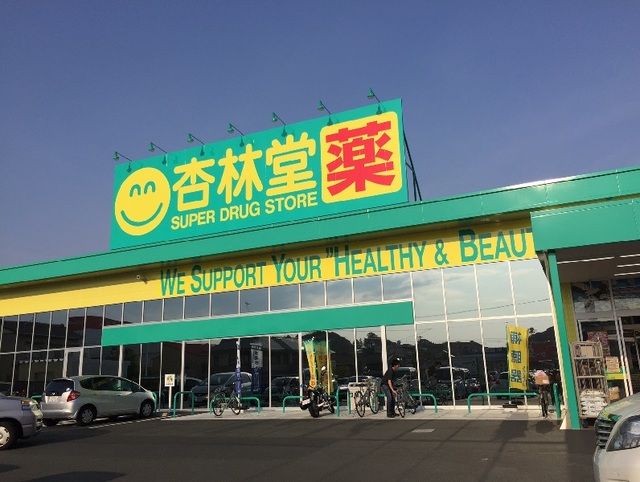 杏林堂
薬
SUPER DRUG STORE
WE SUPPORT YOUR "HEALTHY & BEAU